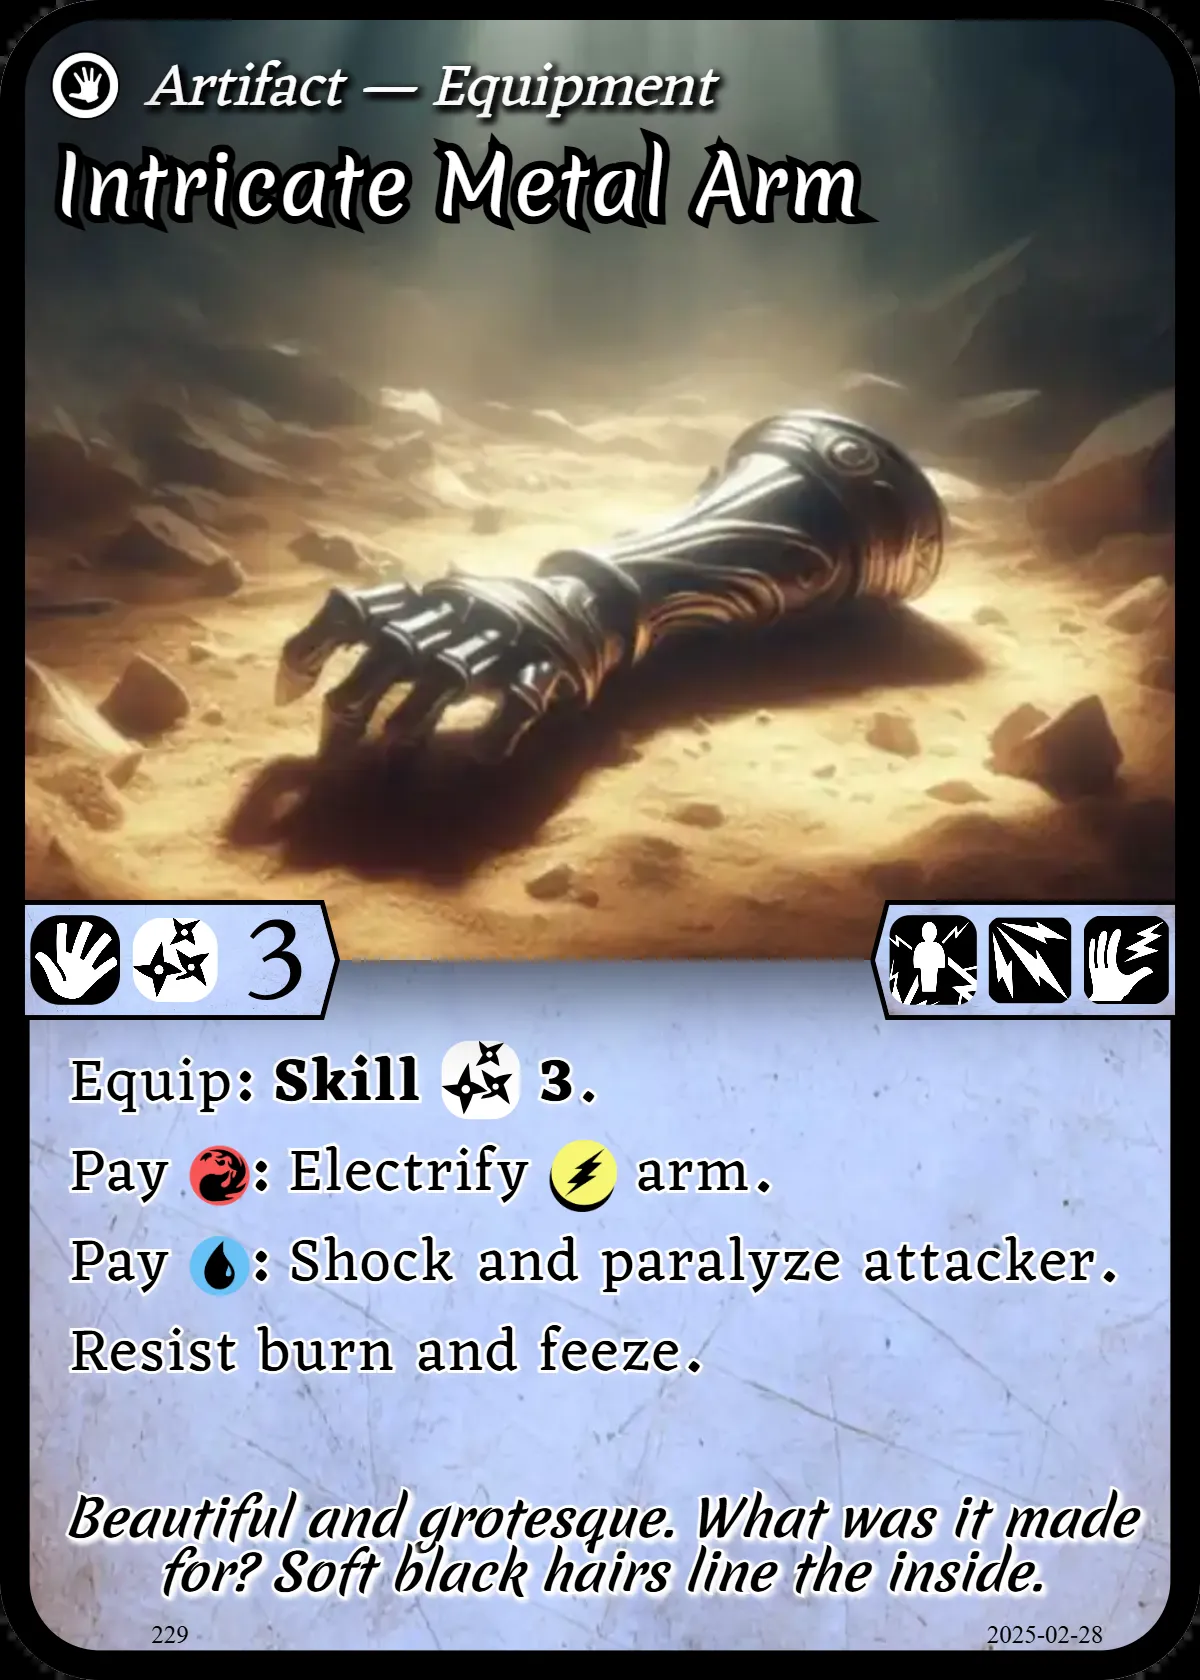 Artifact — Equipment
Intricate Metal Arm
3
Equip: Skill 3.
Pay : Electrify arm.
Pay : Shock and paralyze attacker.
Resist burn and feeze.
Beautiful and grotesque. What was it made
for? Soft black hairs line the inside.
229
2025-02-28